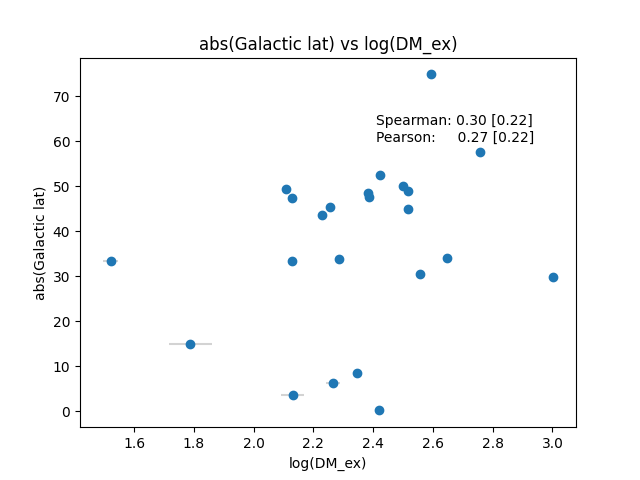 abs(Galactic lat) vs log(DM_ex)
Spearman: 0.30 [0.22]
Pearson: 0.27 [0.22]
abs(Galactic lat)
70
60
50
40
30
20
10
0
1.6 1.8 2.0 2.2 2.4 2.6 2.8 3.0
log(DM_ex)